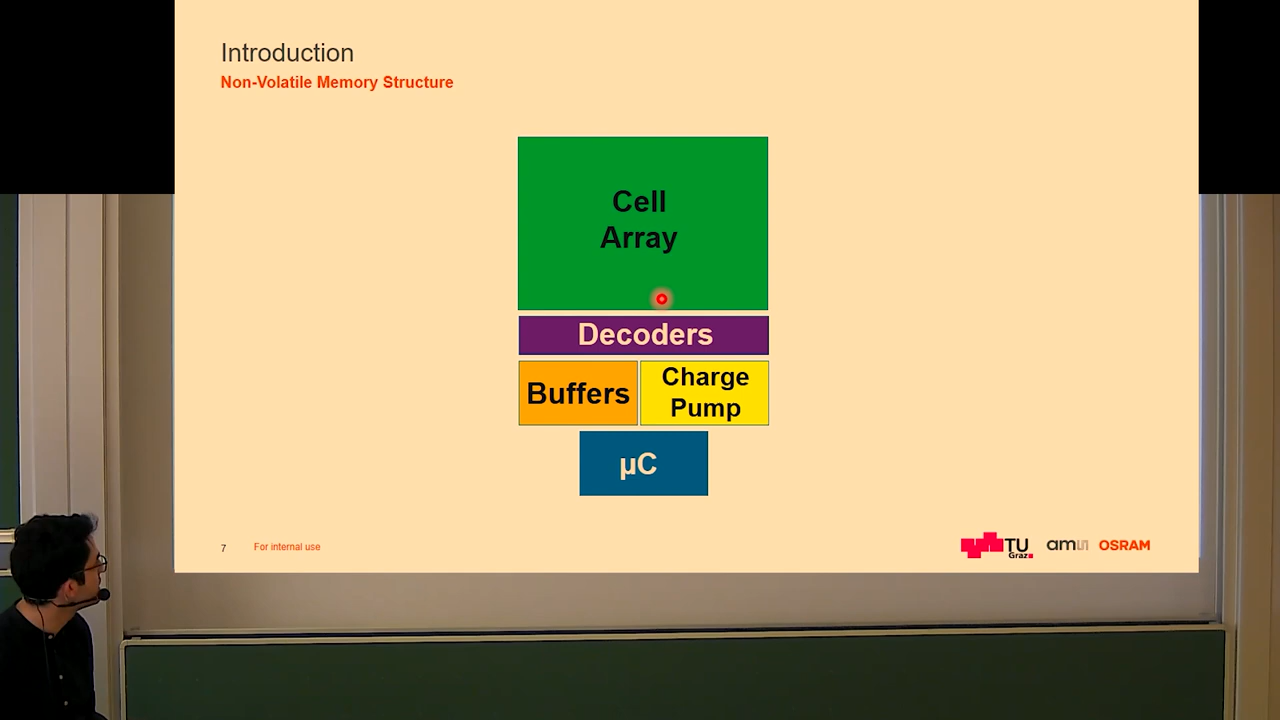 Introduction
Non-Volatile Memory Structure
Cell
Array
Decoders
Buffers
Charge
Pump
µC
7
For internal use
TU
Graz
amu OSRAM